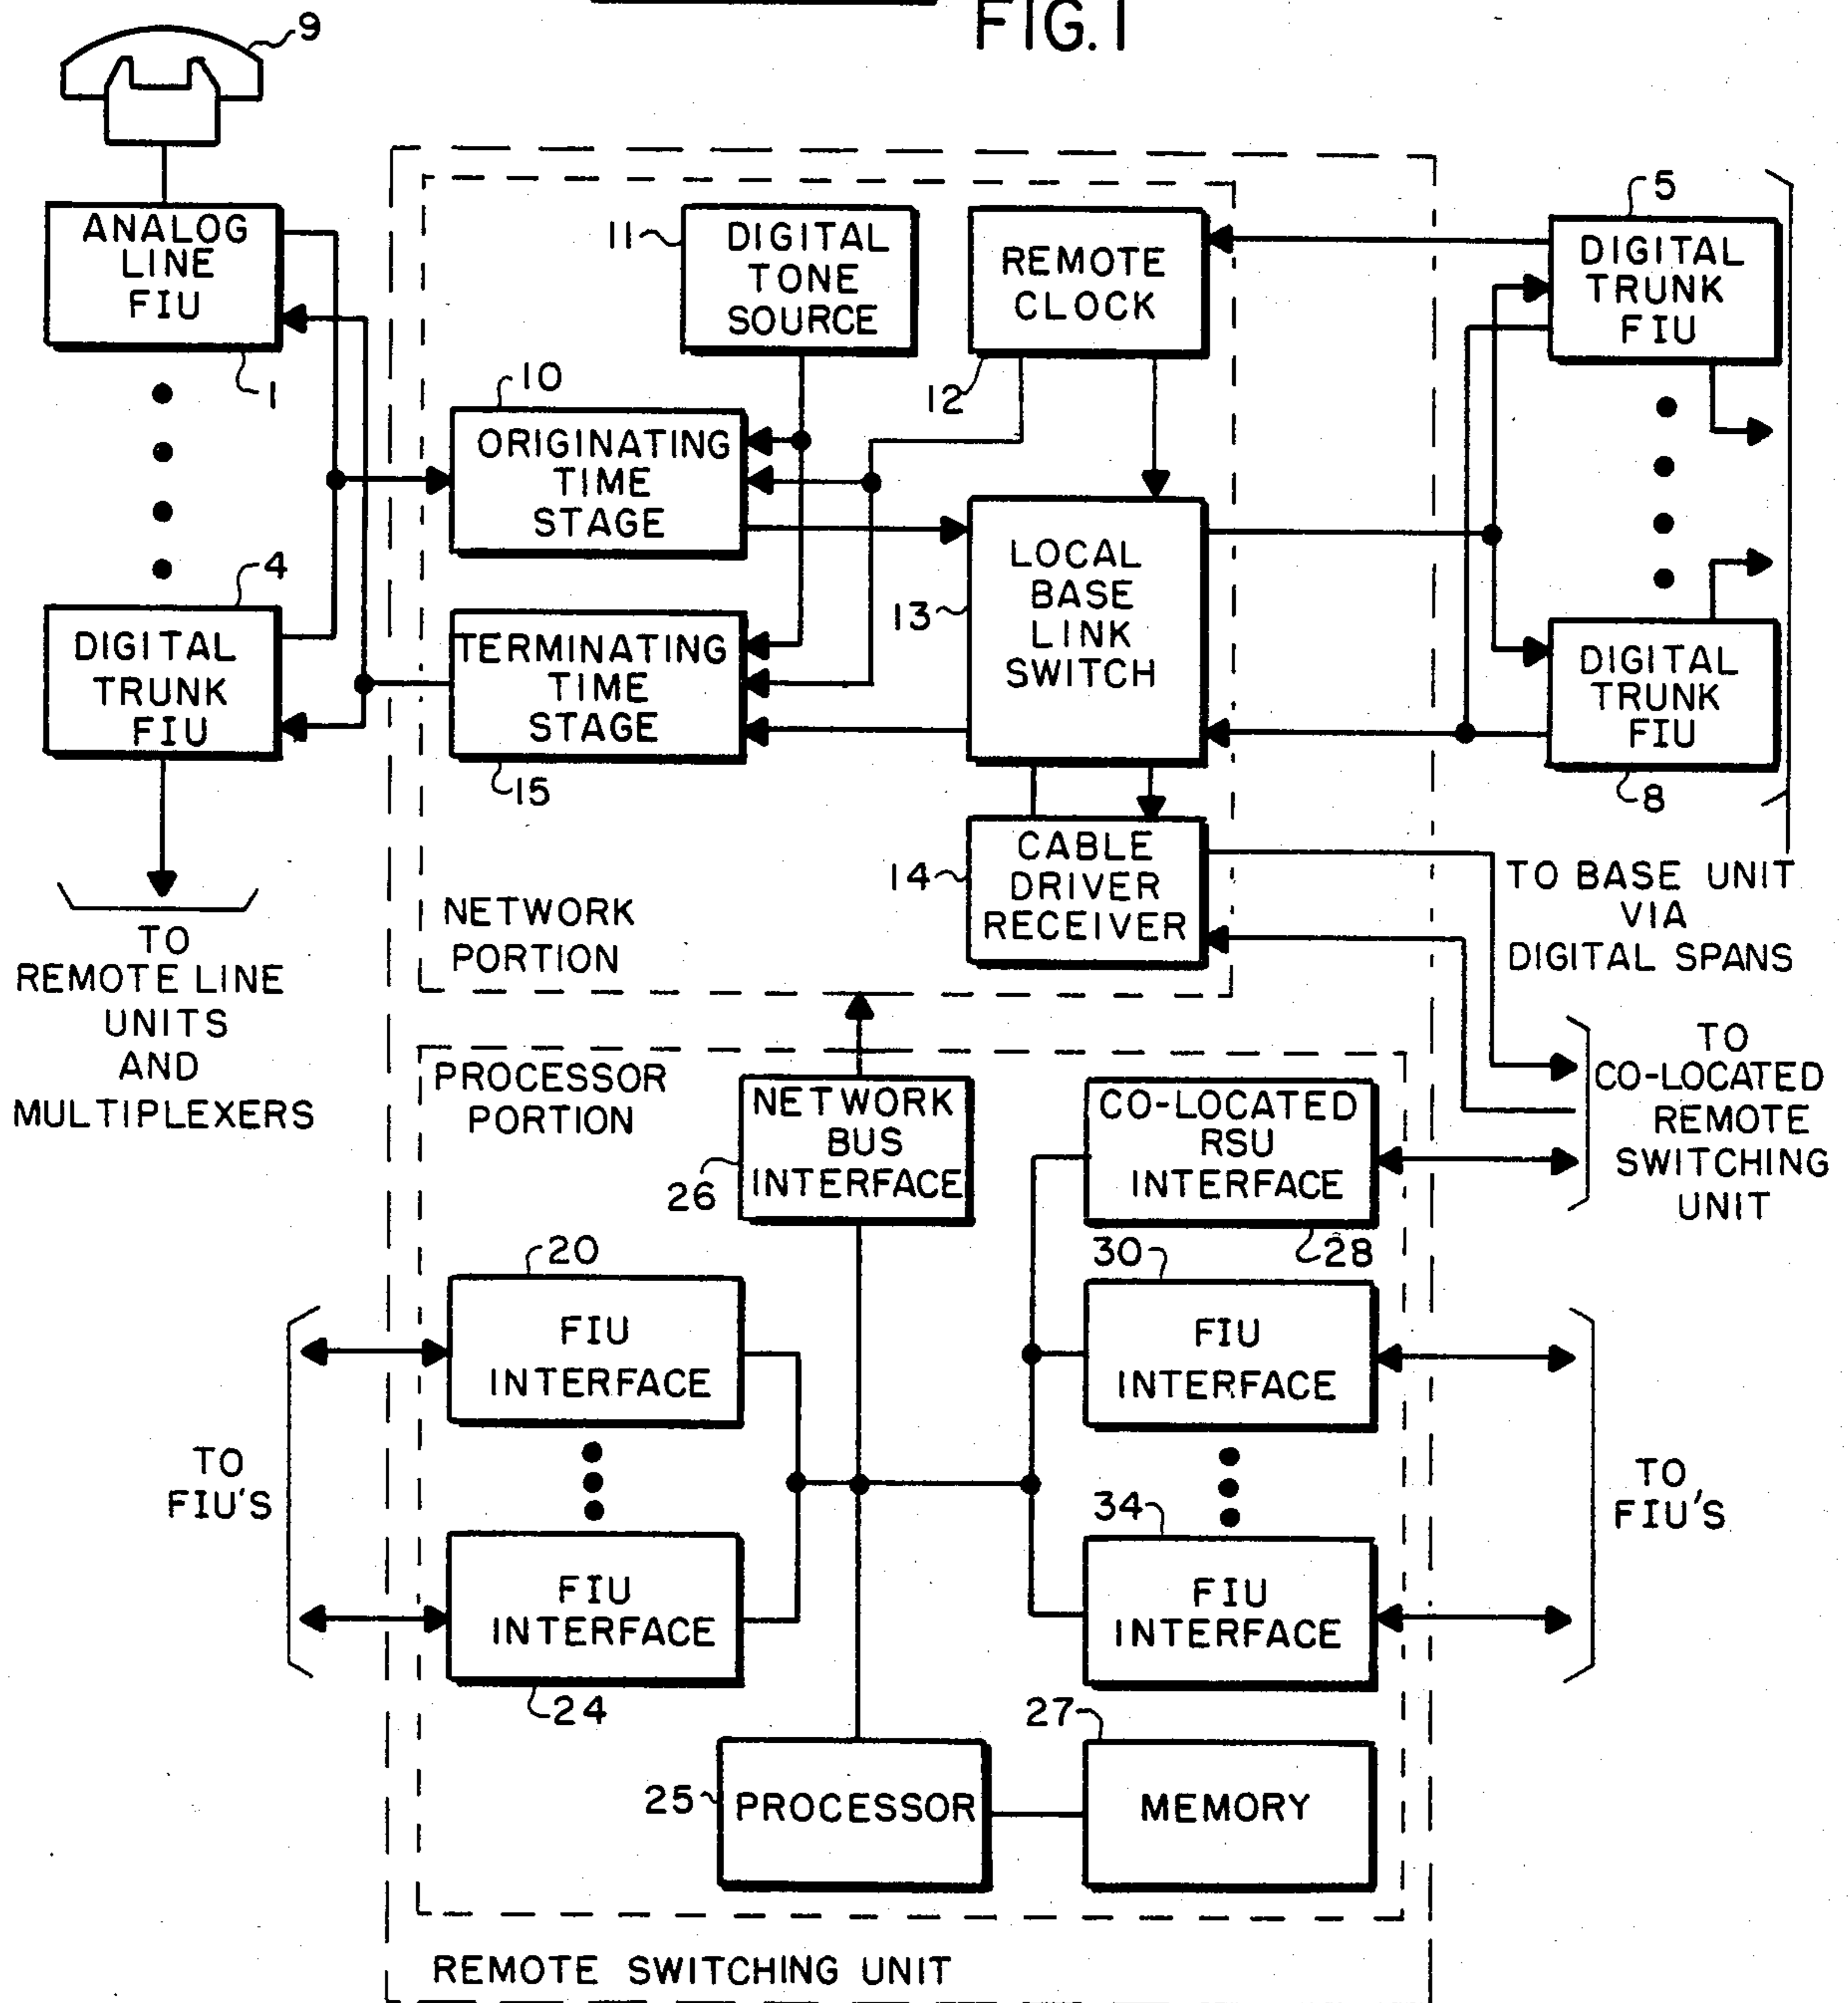 FIG. 1
9
ANALOG
LINE
FIU
1
11
DIGITAL
TONE
SOURCE
REMOTE
CLOCK
12
5
DIGITAL
TRUNK
FIU
10
ORIGINATING
TIME
STAGE
4
DIGITAL
TRUNK
FIU
TERMINATING
TIME
STAGE
15
13
LOCAL
BASE
LINK
SWITCH
DIGITAL
TRUNK
FIU
8
14
CABLE
DRIVER
RECEIVER
TO BASE UNIT
VIA
DIGITAL SPANS
NETWORK
PORTION
TO
REMOTE LINE
UNITS
AND
MULTIPLEXERS
PROCESSOR
PORTION
NETWORK
BUS
INTERFACE
26
CO-LOCATED
RSU
INTERFACE
28
TO
CO-LOCATED
REMOTE
SWITCHING
UNIT
20
FIU
INTERFACE
30
FIU
INTERFACE
TO
FIU'S
TO
FIU'S
FIU
INTERFACE
24
34
FIU
INTERFACE
25
PROCESSOR
27
MEMORY
REMOTE SWITCHING UNIT